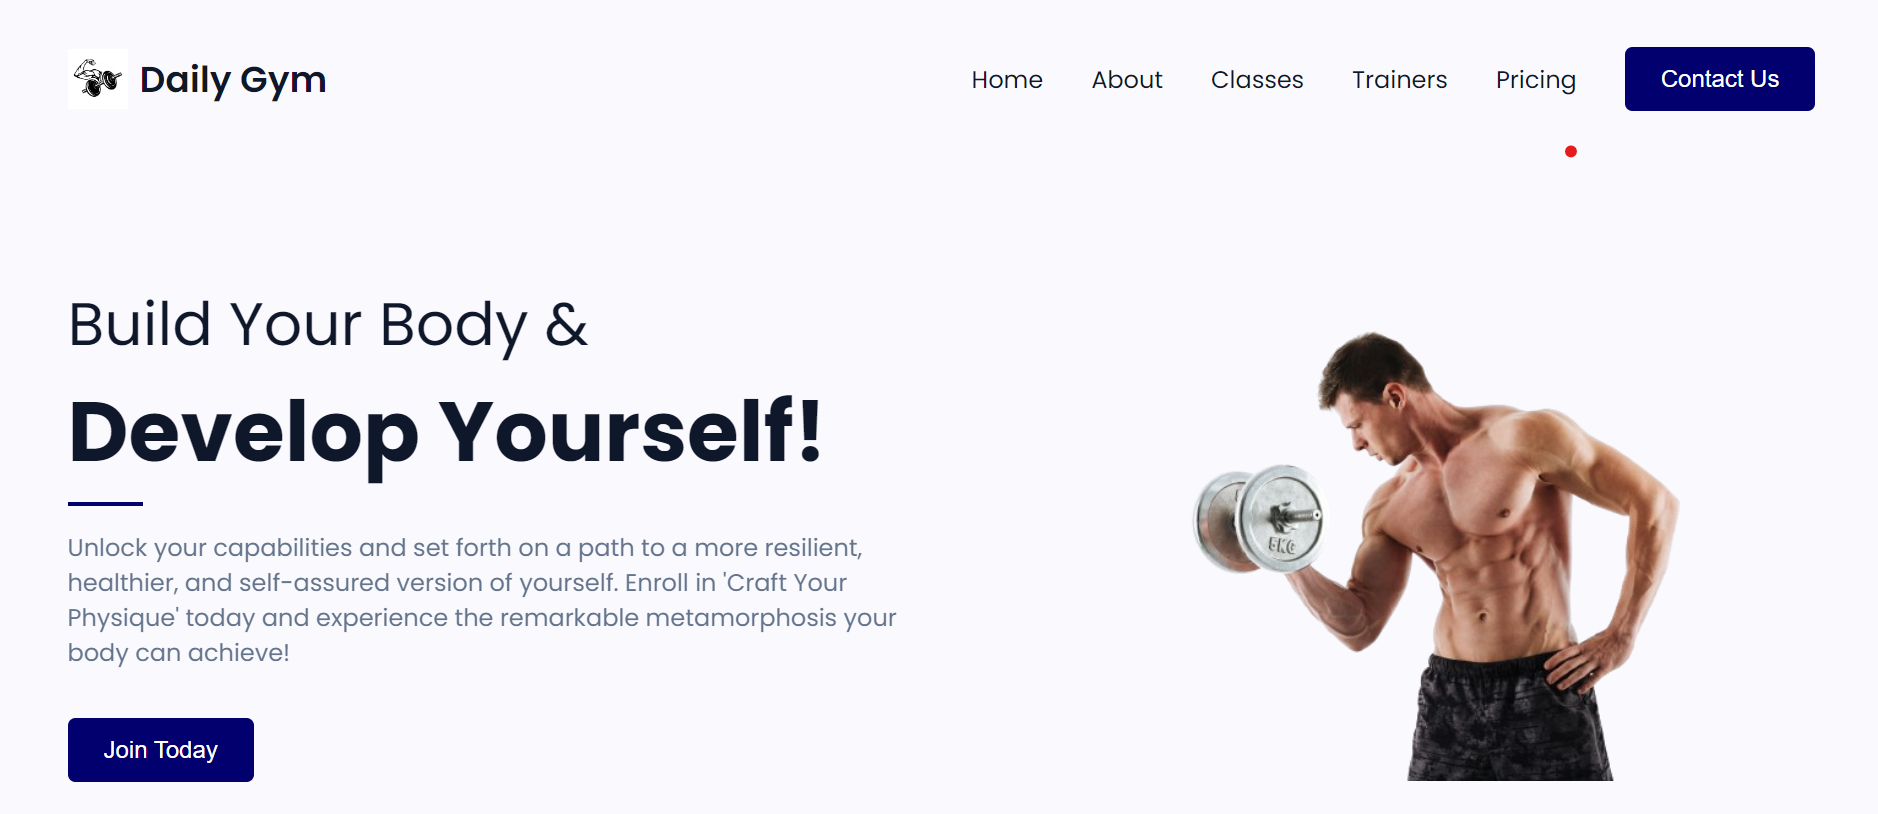 Daily Gym
Home
About
Classes
Trainers
Pricing
Contact Us
Build Your Body &
Develop Yourself!
Unlock your capabilities and set forth on a path to a more resilient,
healthier, and self-assured version of yourself. Enroll in 'Craft Your
Physique' today and experience the remarkable metamorphosis your
body can achieve!
5KG
Join Today